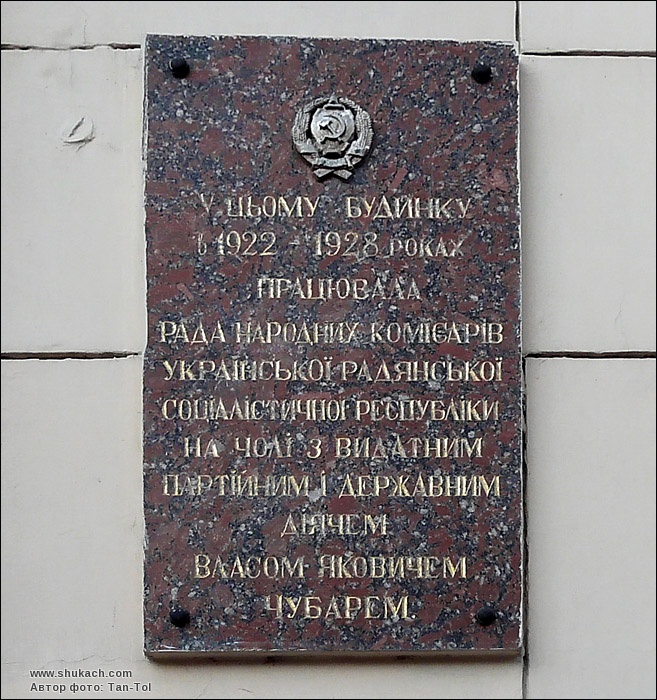 У ЦЬОМУ БУДИНКУ
в 1922 - 1928 РОКАХ
ПРАЦЮВАЛА
РАДА НАРОДНИХ КОМІСАРІВ
УКРАЇНСЬКОЇ РАДЯНСЬКОЇ
СОЦІАЛІСТИЧНОЇ РЕСПУБЛІКИ
НА ЧОЛІ З ВИДАТНИМ
ПАРТІЙНИМ І ДЕРЖАВНИМ
ДІЯЧЕМ
ВЛАСОМ ЯКОВИЧЕМ
ЧУБАРЕМ.
www.shukach.com
Автор фото: Tan-Tol